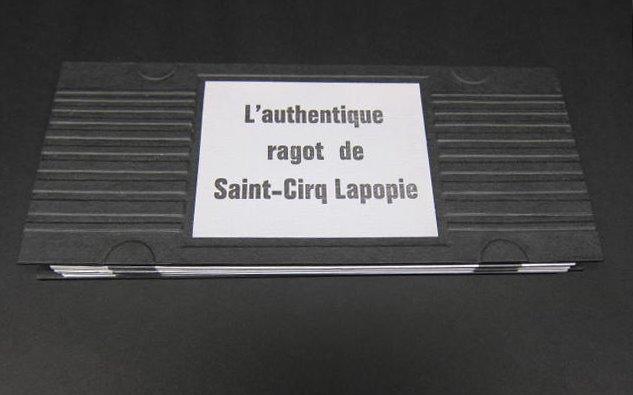 L'authentique
ragot de
Saint-Cirq Lapopie